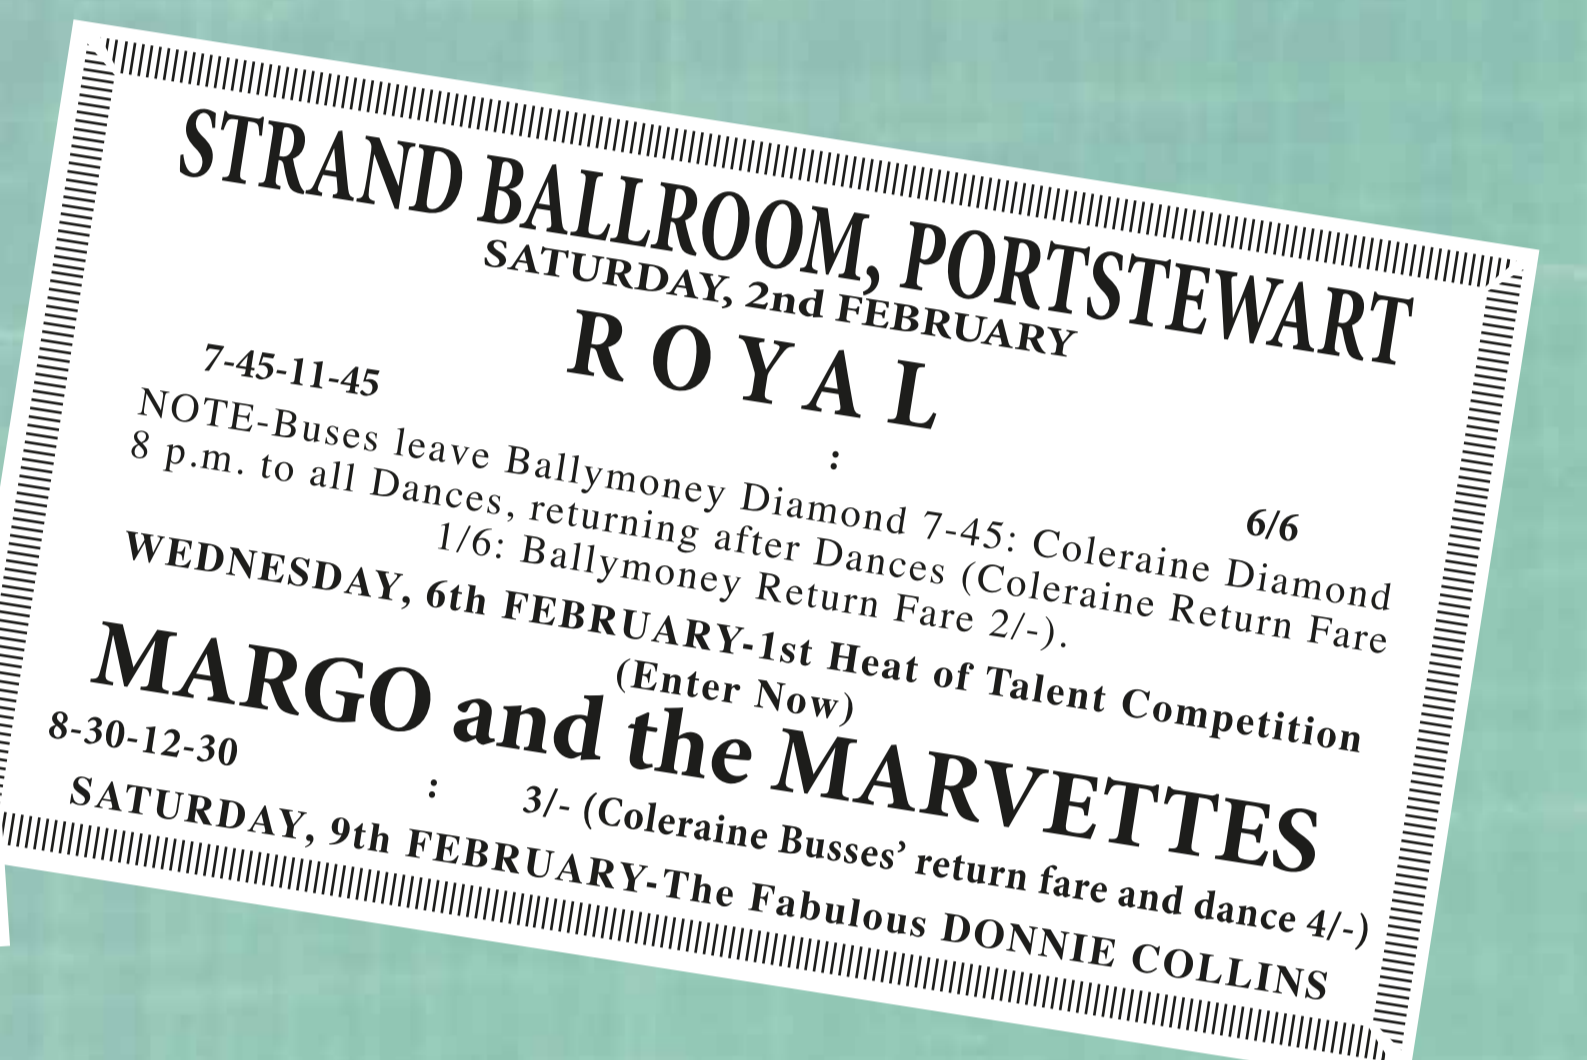 STRAND BALLROOM, PORTSTEWART
SATURDAY, 2nd FEBRUARY
ROYAL
7-45-11-45 : 6/6
NOTE-Buses leave Ballymoney Diamond 7-45: Coleraine Diamond
8 p.m. to all Dances, returning after Dances (Coleraine Return Fare
1/6: Ballymoney Return Fare 2/-).
WEDNESDAY, 6th FEBRUARY-1st Heat of Talent Competition
(Enter Now)
MARGO and the MARVETTES
8-30-12-30 : 3/- (Coleraine Busses’ return fare and dance 4/-)
SATURDAY, 9th FEBRUARY-The Fabulous DONNIE COLLINS